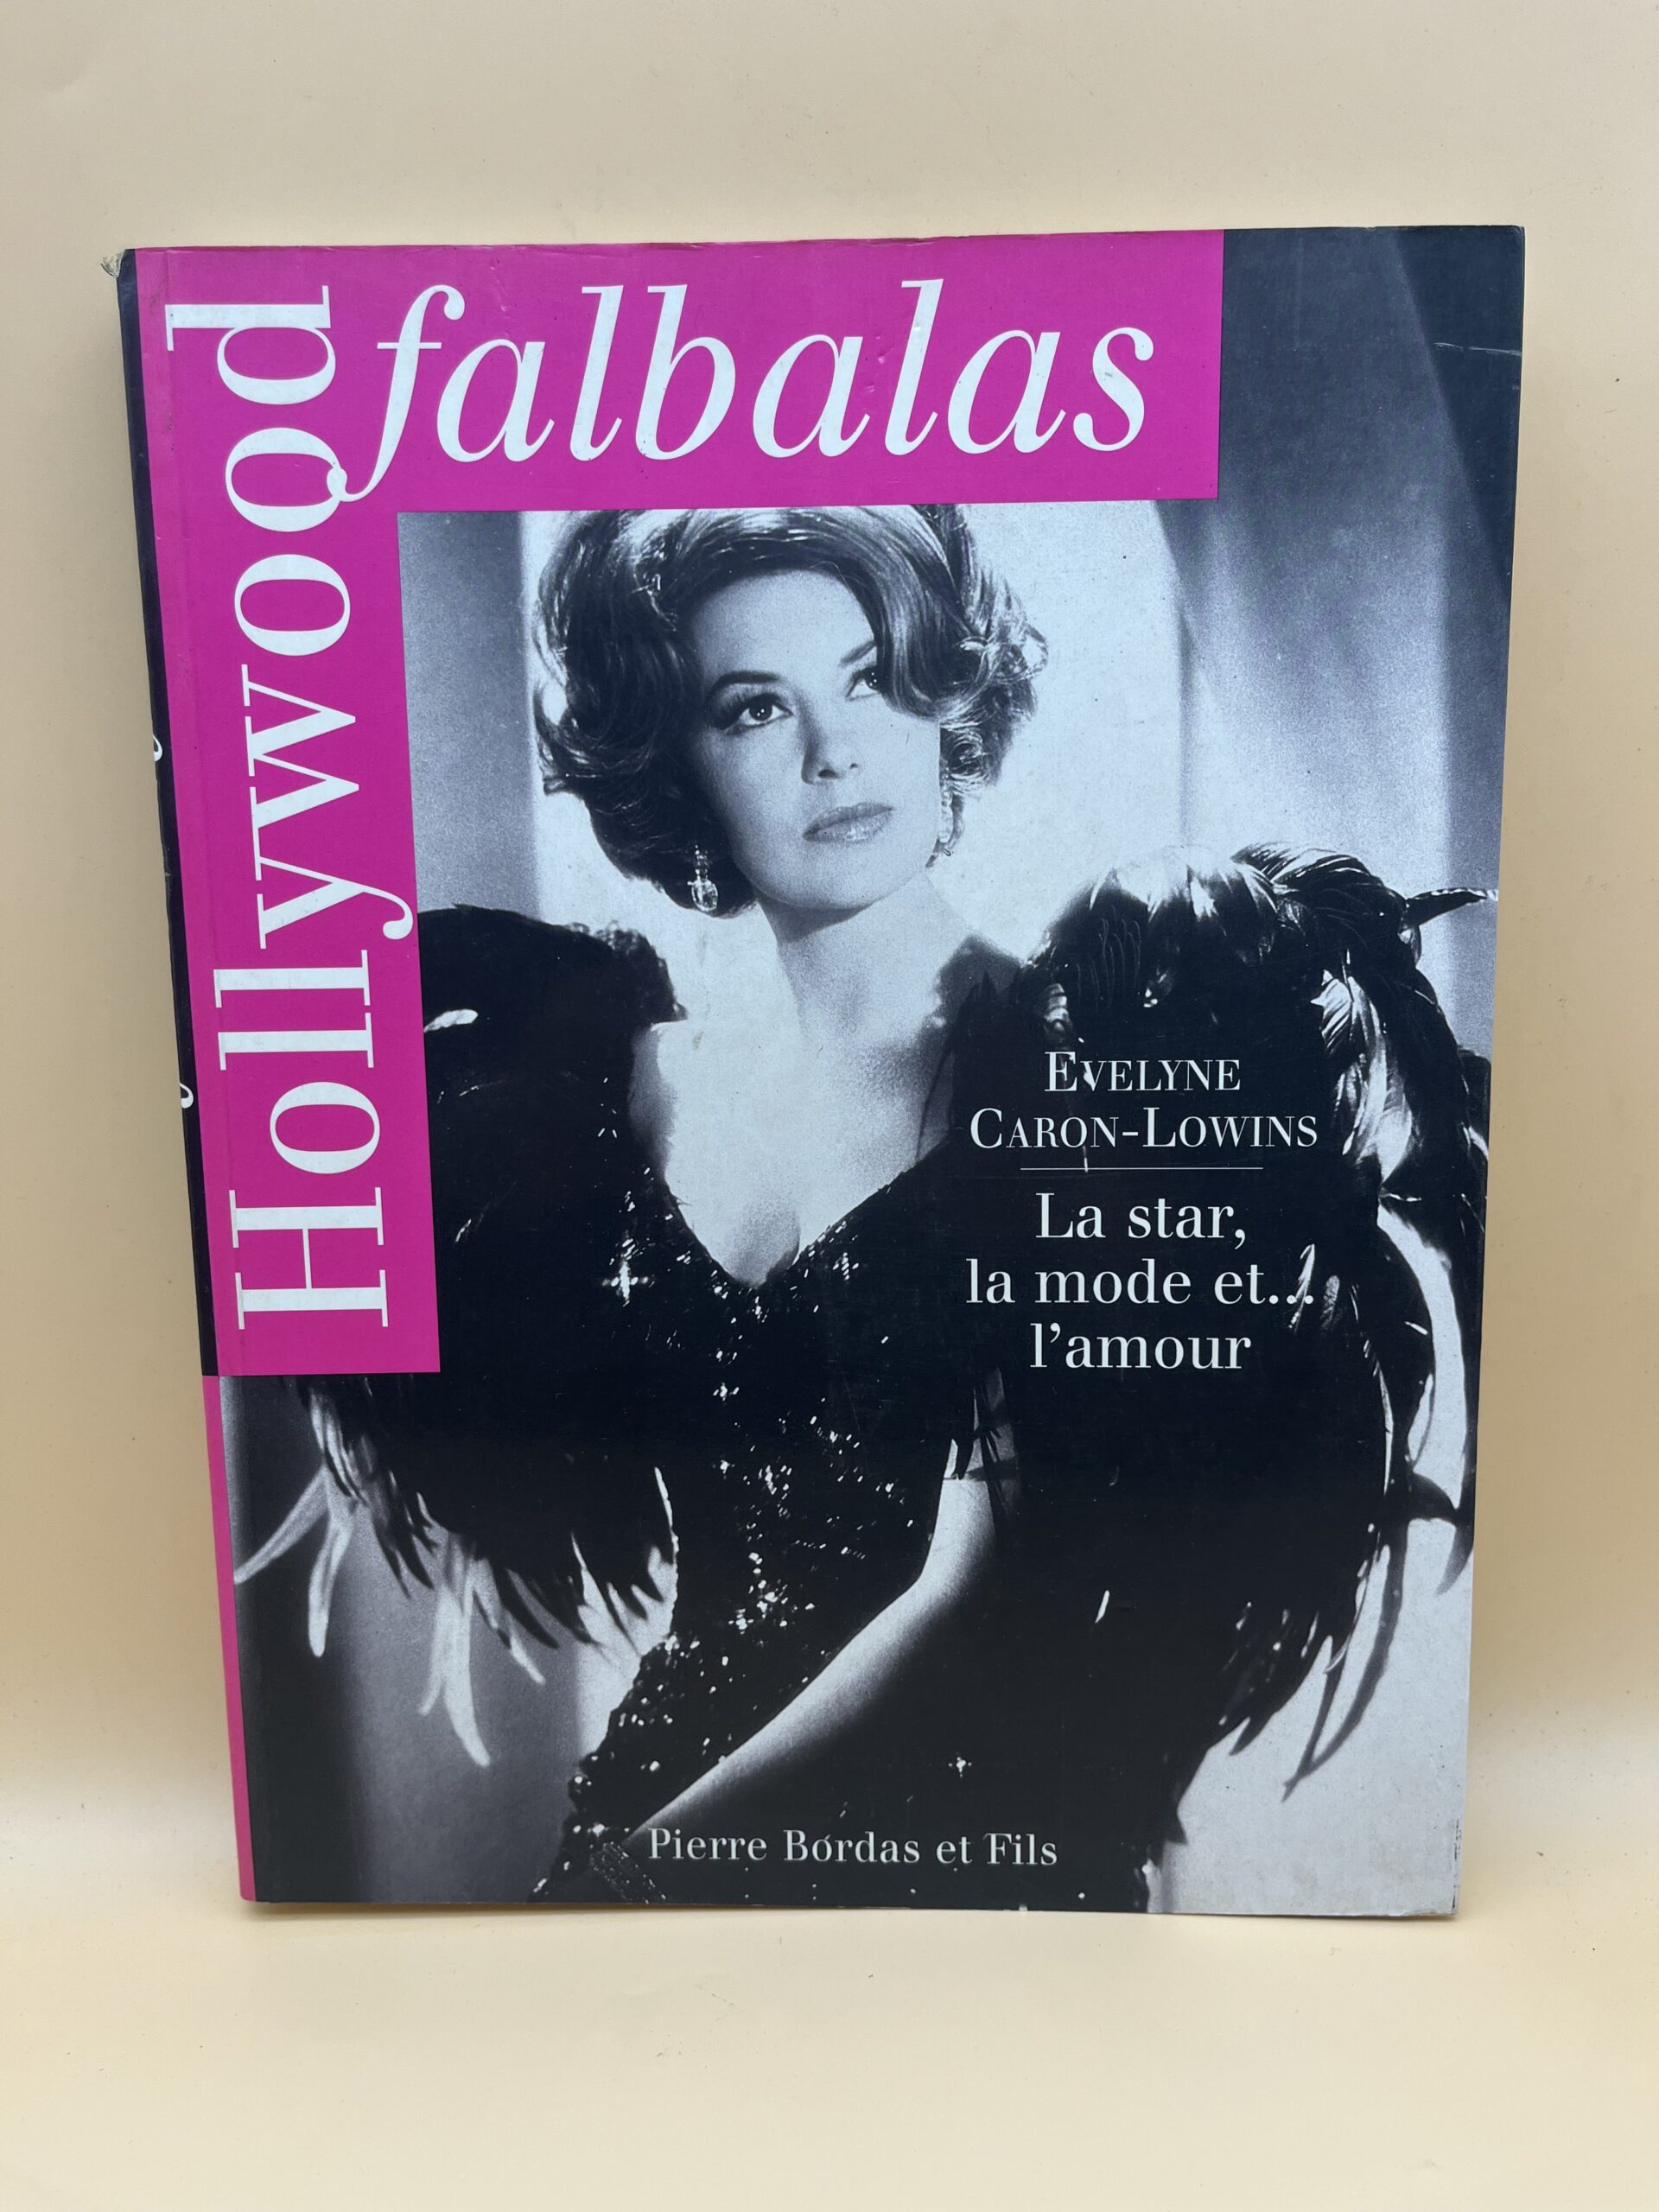 Hollywood
falbalas
EVELYNE
CARON-LOWINS
La star,
la mode et...
l'amour
Pierre Bordas et Fils